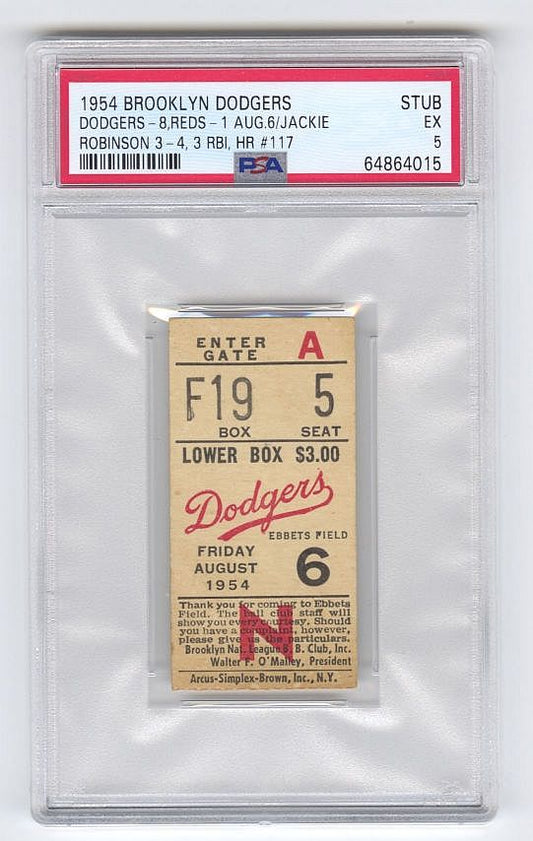 1954 BROOKLYN DODGERS STUB
DODGERS-8,REDS-1 AUG.6/JACKIE EX
ROBINSON 3-4, 3 RBI, HR #117 5
PSA 64864015
ENTER
GATE A
F19 5
BOX SEAT
LOWER BOX $3.00
Dodgers
EBBETS FIELD
FRIDAY
AUGUST 6
1954
N
Thank you for coming to Ebbets
Field. The ball club staff will
show you every courtesy. Should
you have a complaint, however,
please give us the particulars.
Brooklyn Nat. League B. B. Club, Inc.
Walter F. O'Malley, President
Arcus-Simplex-Brown, Inc., N.Y.